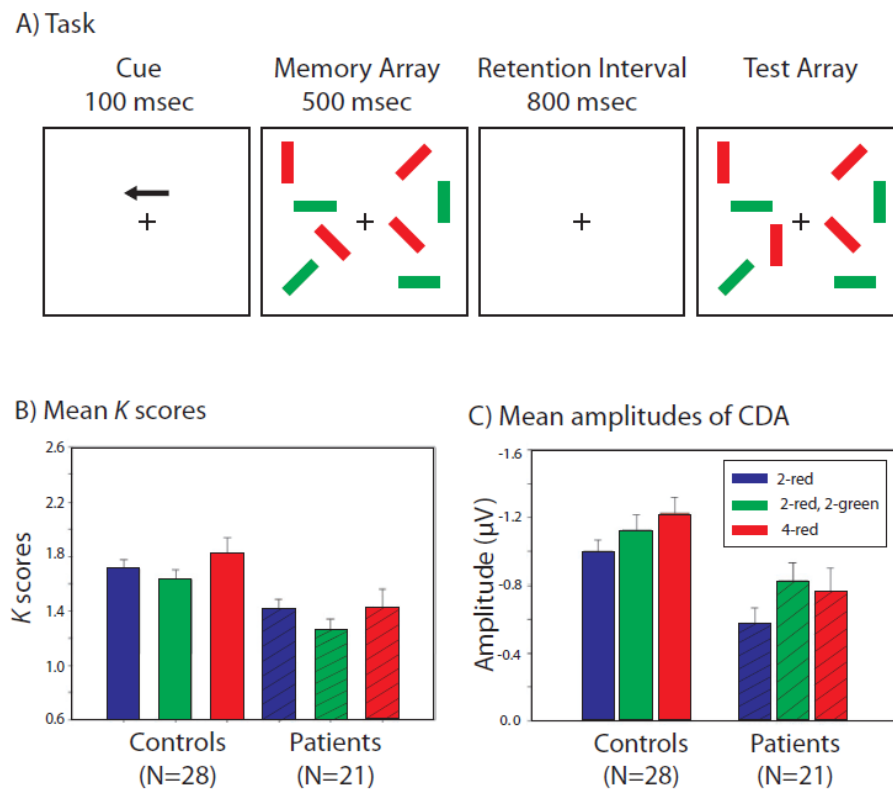 A) Task
Cue
100 msec
Memory Array
500 msec
Retention Interval
800 msec
Test Array
B) Mean K scores
2.6
2.2
1.8
1.4
1.0
0.6
K scores
Controls
(N=28)
Patients
(N=21)
C) Mean amplitudes of CDA
-1.6
-1.2
-0.8
-0.4
0.0
Amplitude (µV)
2-red
2-red, 2-green
4-red
Controls
(N=28)
Patients
(N=21)